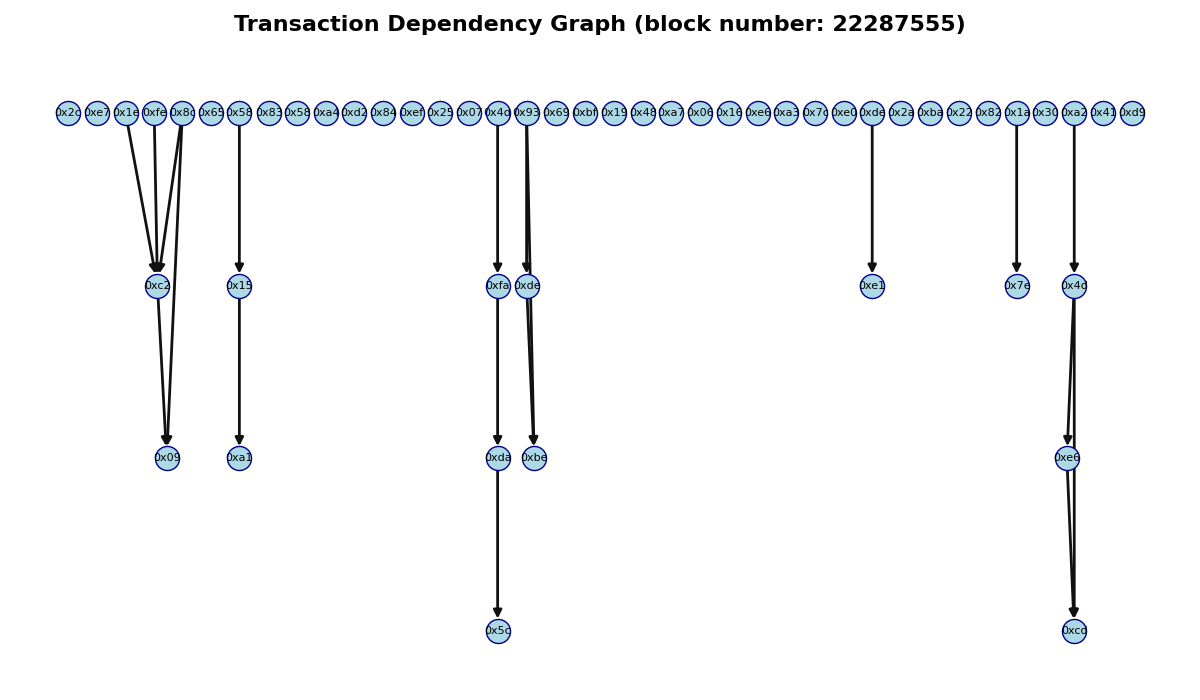 Transaction Dependency Graph (block number: 22287555)
0x2c 0xe7 0x1e 0xfe 0x8c 0x65 0x58 0x83 0x58 0xa4 0xd2 0x84 0xef 0x25 0x07 0x4c 0x93 0x69 0xbf 0x19 0x48 0xa7 0x06 0x16 0xe6 0xa3 0x7c 0xe0 0xde 0x2a 0xba 0x22 0x82 0x1a 0x30 0xa2 0x41 0xd9
0xc2 0x15 0xfa 0xde 0xe1 0x7e 0x4d
0x09 0xa1 0xda 0xbe 0xe6
0x5c 0xcd